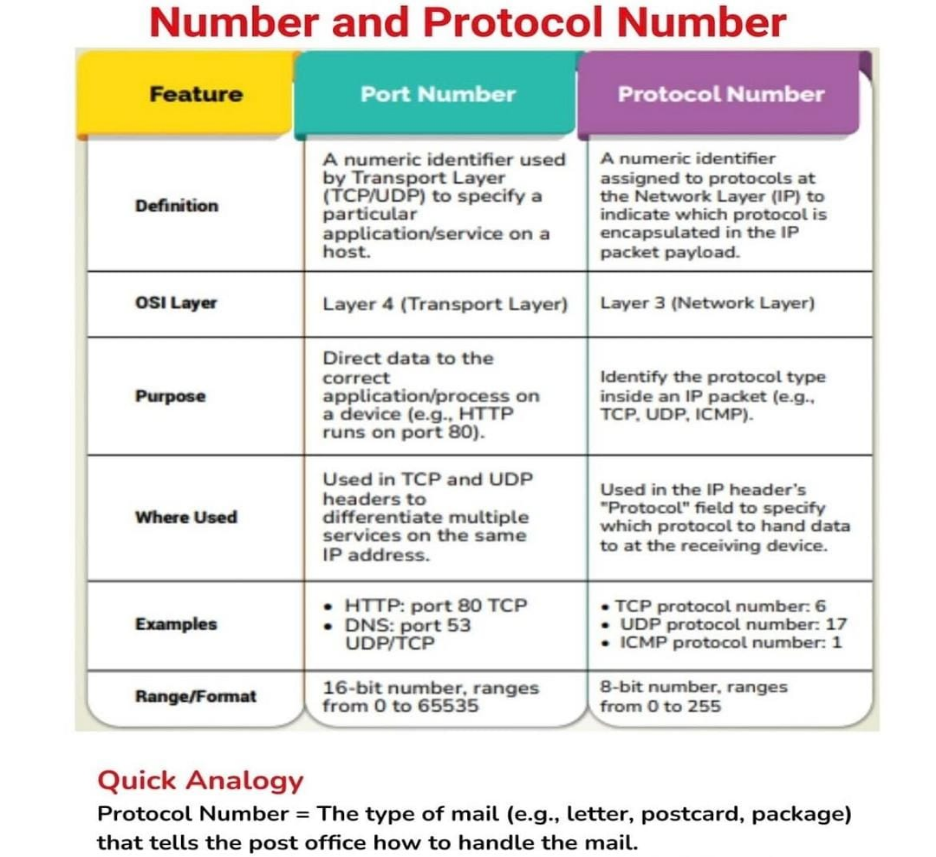 Number and Protocol Number
Feature
Port Number
Protocol Number
Definition
A numeric identifier used
by Transport Layer
(TCP/UDP) to specify a
particular
application/service on a
host.
A numeric identifier
assigned to protocols at
the Network Layer (IP) to
indicate which protocol is
encapsulated in the IP
packet payload.
OSI Layer
Layer 4 (Transport Layer)
Layer 3 (Network Layer)
Purpose
Direct data to the
correct
application/process on
a device (e.g., HTTP
runs on port 80).
Identify the protocol type
inside an IP packet (e.g.,
TCP, UDP, ICMP).
Where Used
Used in TCP and UDP
headers to
differentiate multiple
services on the same
IP address.
Used in the IP header's
"Protocol" field to specify
which protocol to hand data
to at the receiving device.
Examples
• HTTP: port 80 TCP
• DNS: port 53
UDP/TCP
• TCP protocol number: 6
• UDP protocol number: 17
• ICMP protocol number: 1
Range/Format
16-bit number, ranges
from 0 to 65535
8-bit number, ranges
from 0 to 255
Quick Analogy
Protocol Number = The type of mail (e.g., letter, postcard, package)
that tells the post office how to handle the mail.